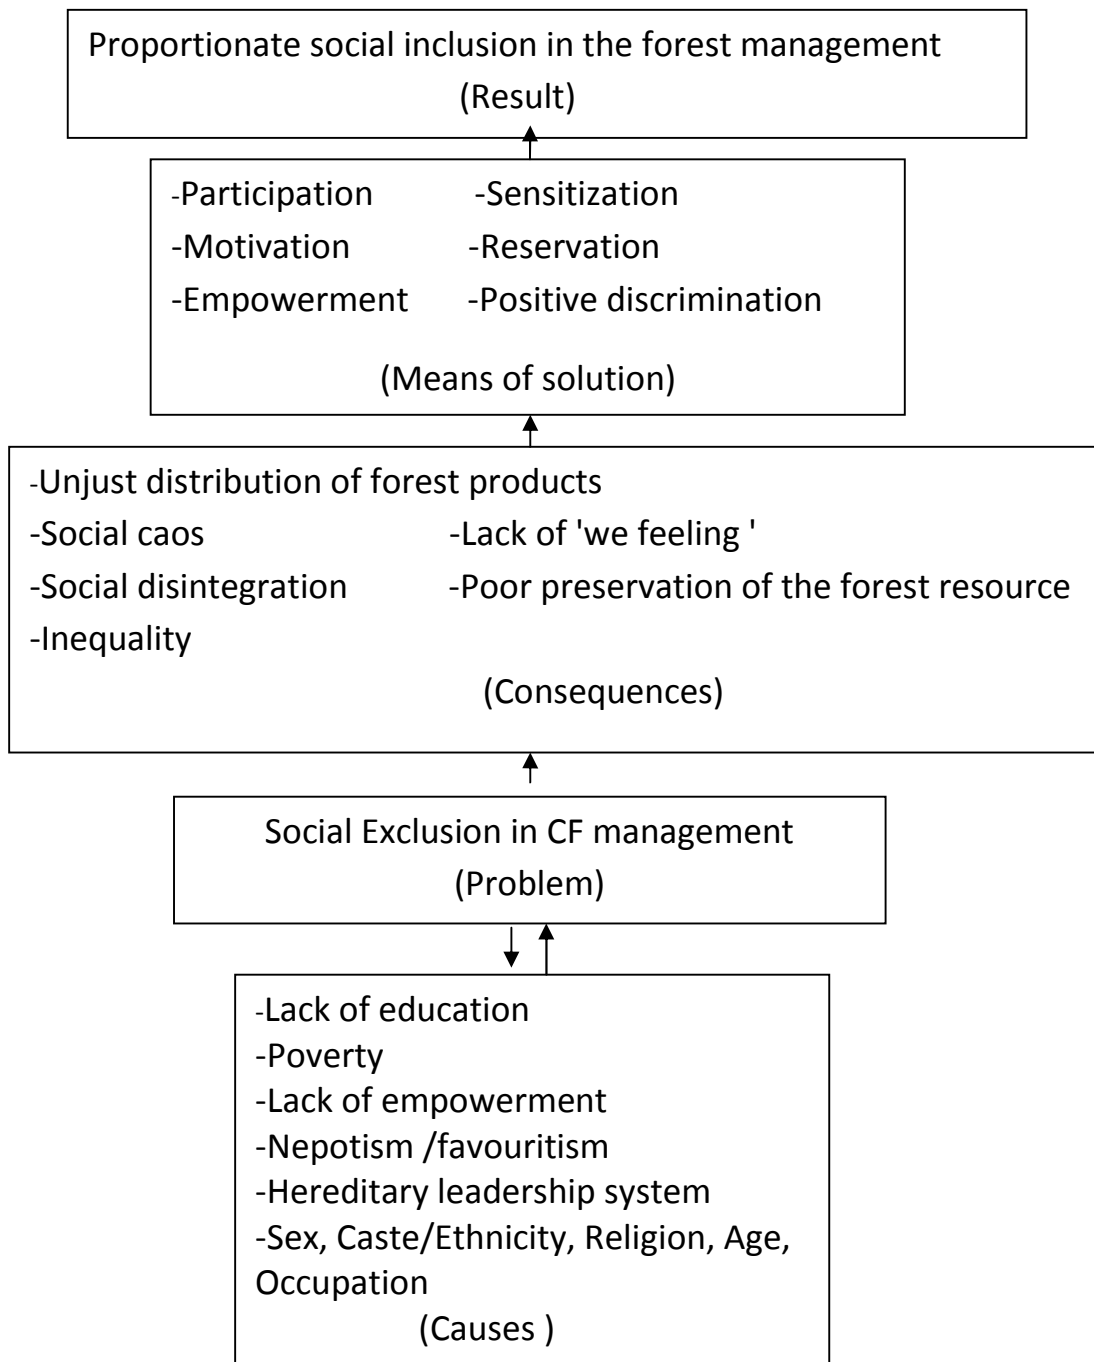 Proportionate social inclusion in the forest management
(Result)
-Participation -Sensitization
-Motivation -Reservation
-Empowerment -Positive discrimination
(Means of solution)
-Unjust distribution of forest products
-Social caos -Lack of 'we feeling '
-Social disintegration -Poor preservation of the forest resource
-Inequality
(Consequences)
Social Exclusion in CF management
(Problem)
-Lack of education
-Poverty
-Lack of empowerment
-Nepotism /favouritism
-Hereditary leadership system
-Sex, Caste/Ethnicity, Religion, Age,
Occupation
(Causes )